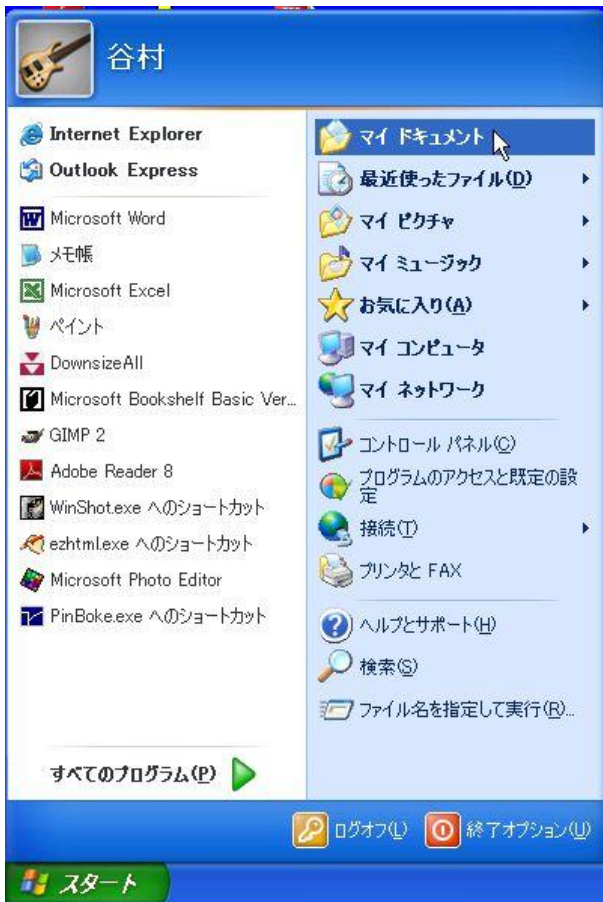 谷村
Internet Explorer
Outlook Express
Microsoft Word
メモ帳
Microsoft Excel
ペイント
DownsizeAll
Microsoft Bookshelf Basic Ver...
GIMP 2
Adobe Reader 8
WinShot.exe へのショートカット
ezhtml.exe へのショートカット
Microsoft Photo Editor
PinBoke.exe へのショートカット
すべてのプログラム(P)
マイ ドキュメント
最近使ったファイル(D)
マイ ピクチャ
マイ ミュージック
お気に入り(A)
マイ コンピュータ
マイ ネットワーク
コントロール パネル(C)
プログラムのアクセスと既定の設
定
接続(T)
プリンタと FAX
ヘルプとサポート(H)
検索(S)
ファイル名を指定して実行(R)...
ログオフ(L)
終了オプション(U)
スタート